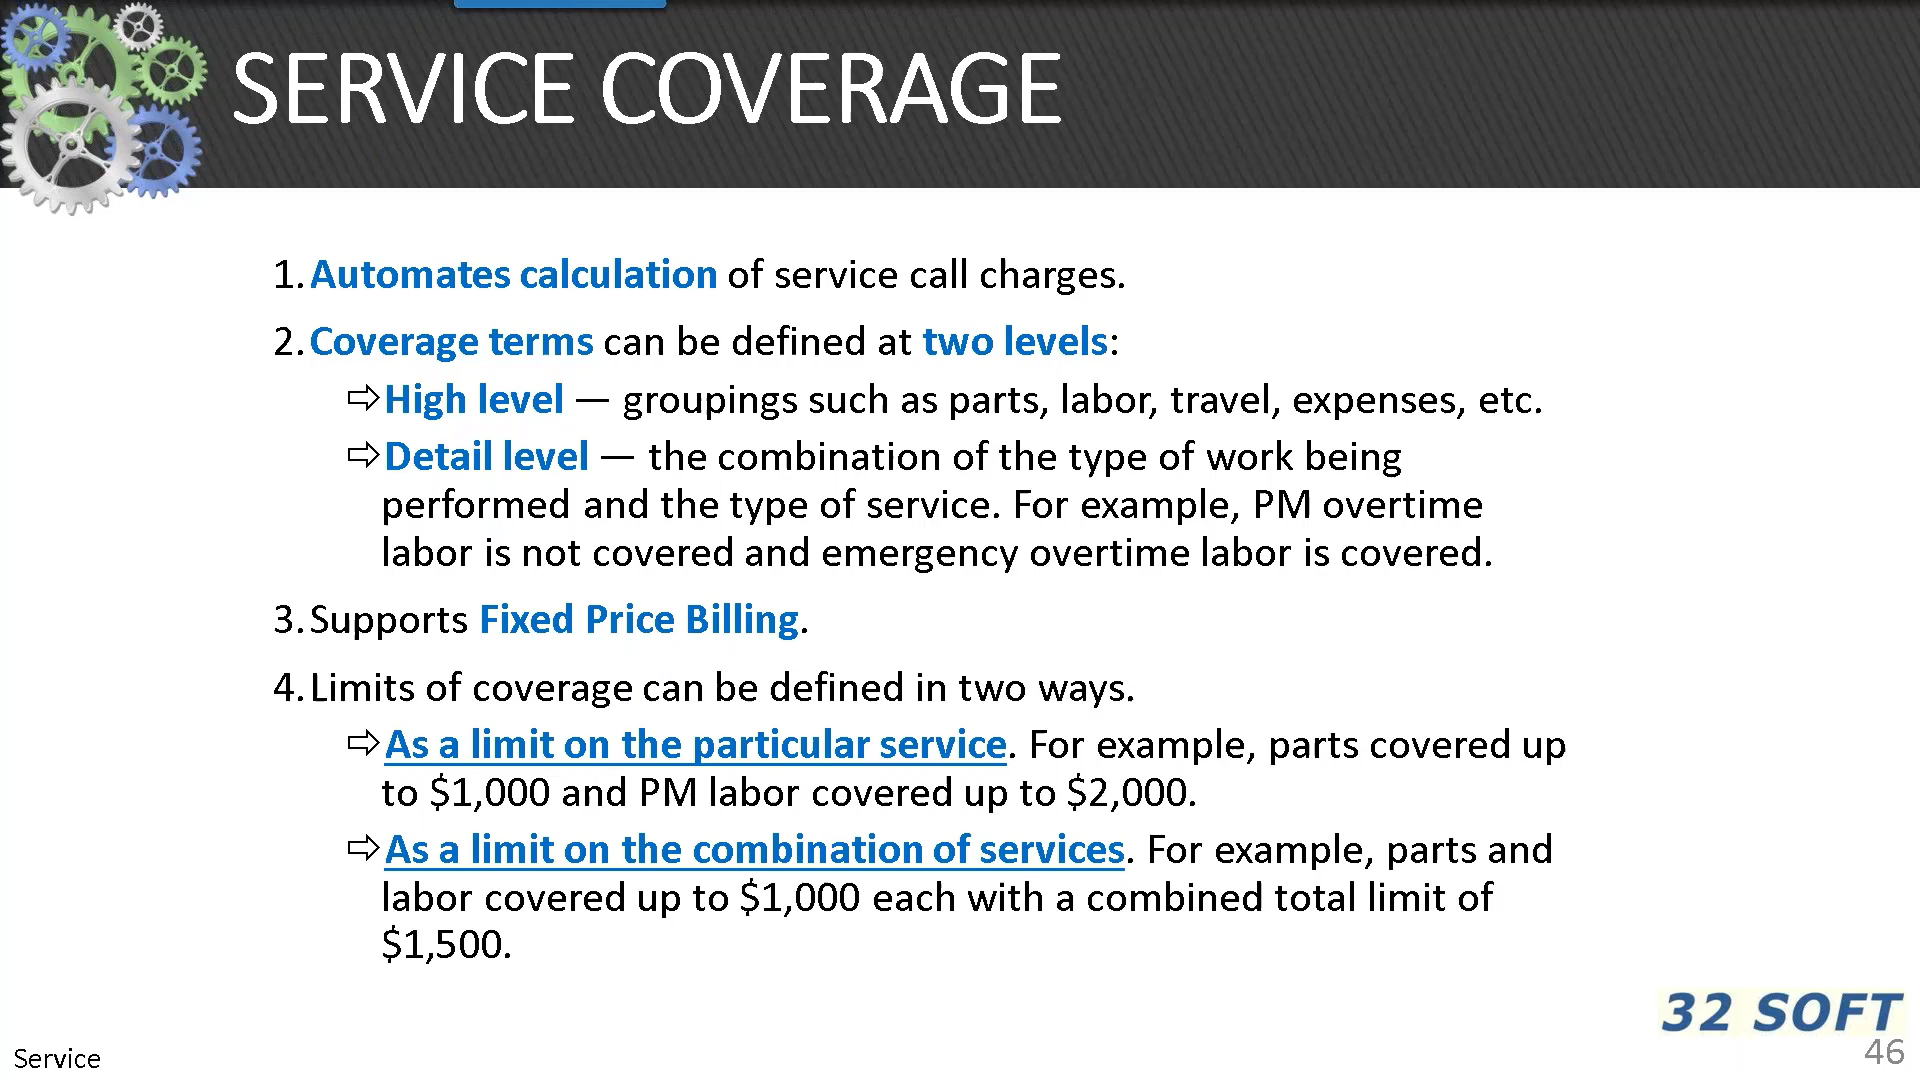 SERVICE COVERAGE
1. Automates calculation of service call charges.
2. Coverage terms can be defined at two levels:
⇨High level — groupings such as parts, labor, travel, expenses, etc.
⇨Detail level — the combination of the type of work being
performed and the type of service. For example, PM overtime
labor is not covered and emergency overtime labor is covered.
3. Supports Fixed Price Billing.
4. Limits of coverage can be defined in two ways.
⇨As a limit on the particular service. For example, parts covered up
to $1,000 and PM labor covered up to $2,000.
⇨As a limit on the combination of services. For example, parts and
labor covered up to $1,000 each with a combined total limit of
$1,500.
32 SOFT
46
Service